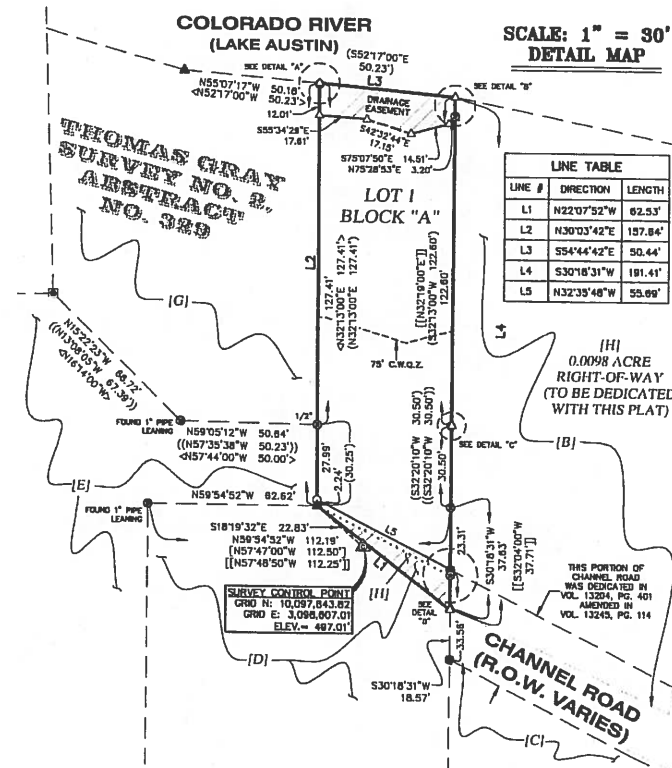 COLORADO RIVER
(LAKE AUSTIN)
SCALE: 1" = 30'
DETAIL MAP
(S52°17'00"E
50.23')
L3
SEE DETAIL "A"
SEE DETAIL "B"
N55°07'17"W 50.16'
<N52°17'00"W 50.23'>
DRAINAGE
EASEMENT
12.01'
S55°34'29"E
17.61'
S42°32'44"E
17.15'
S75°07'50"E 14.51'
N75°28'53"E 3.20'
THOMAS GRAY
SURVEY NO. 2,
ABSTRACT
NO. 329
LOT 1
BLOCK "A"
LINE TABLE
LINE # DIRECTION LENGTH
L1 N22°07'52"W 62.53'
L2 N30°03'42"E 157.84'
L3 S54°44'42"E 50.44'
L4 S30°18'31"W 191.41'
L5 N32°35'48"W 55.69'
L2
127.41'
<N32°13'00"E 127.41'>
(N32°13'00"E 127.41')
[[N32°19'00"E]]
(S32°13'00"W 122.60')
122.60'
L4
[G]
75' C.W.Q.Z.
[H]
0.0098 ACRE
RIGHT-OF-WAY
(TO BE DEDICATED
WITH THIS PLAT)
[B]
N15°22'23"W 68.72'
((N13°08'05"W 67.39'))
<N16°14'00"W>
FOUND 1" PIPE
LEANING
1/2"
N59°05'12"W 50.64'
((N57°35'38"W 50.23'))
<N57°44'00"W 50.00'>
(S32°20'10"W 30.50')
((S32°20'10"W 30.50'))
30.50'
SEE DETAIL "C"
27.99'
2.24'
(30.25')
[E]
N59°54'52"W 62.62'
FOUND 1" PIPE
LEANING
S18°19'32"E 22.83'
N59°54'52"W 112.19'
[N57°47'00"W 112.50']
[[N57°48'50"W 112.25']]
L5
L1
[H]
23.31'
S30°18'31"W
37.83'
[[S32°04'00"W
37.71']]
THIS PORTION OF
CHANNEL ROAD
WAS DEDICATED IN
VOL. 13204, PG. 401
AMENDED IN
VOL. 13245, PG. 114
SURVEY CONTROL POINT
GRID N: 10,097,643.82
GRID E: 3,098,607.01
ELEV.= 497.01'
SEE
DETAIL
"B"
[D]
33.56'
S30°18'31"W
18.57'
CHANNEL ROAD
(R.O.W. VARIES)
[C]